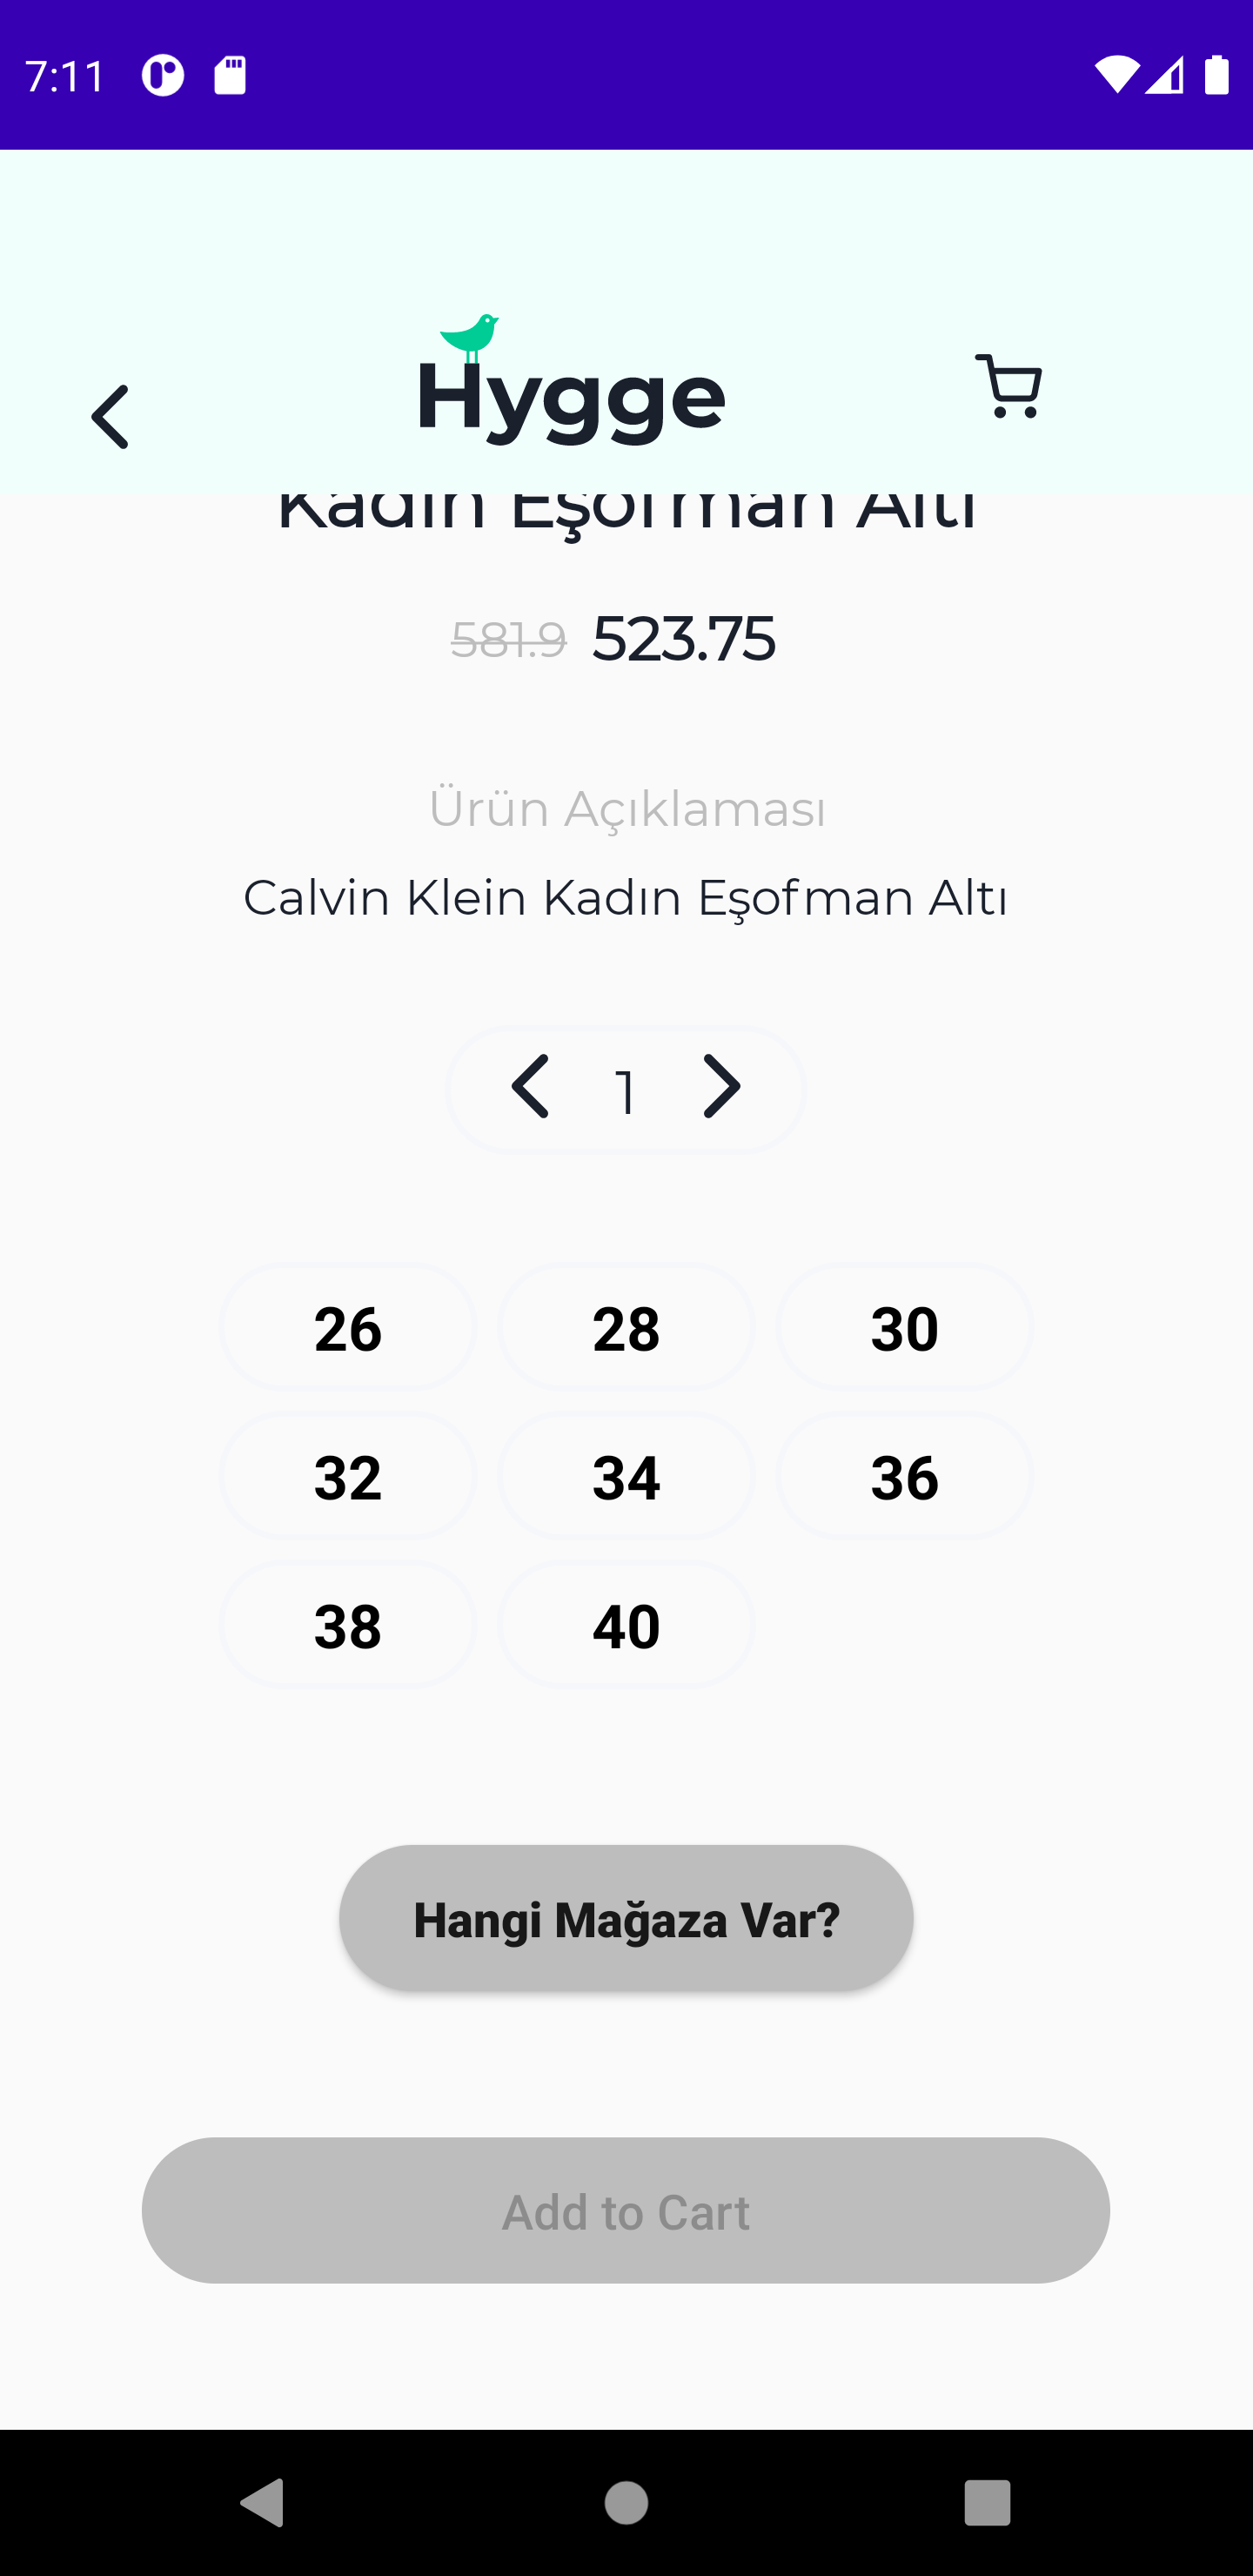 7:11
Hygge
Kadın Eşofman Altı
581.9 523.75
Ürün Açıklaması
Calvin Klein Kadın Eşofman Altı
1
26 28 30
32 34 36
38 40
Hangi Mağaza Var?
Add to Cart